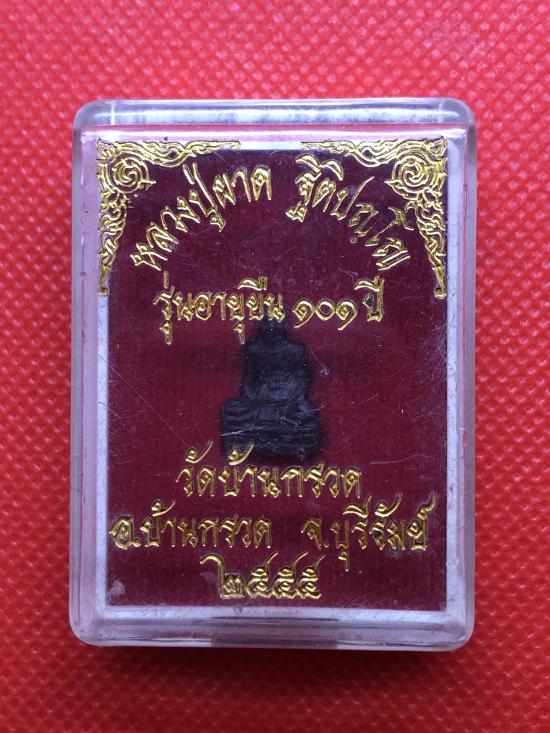 หลวงปู่ผาด ฐิติปญฺโญ
รุ่นอายุยืน ๑๐๑ ปี
วัดบ้านกรวด
อ.บ้านกรวด จ.บุรีรัมย์
๒๕๕๕